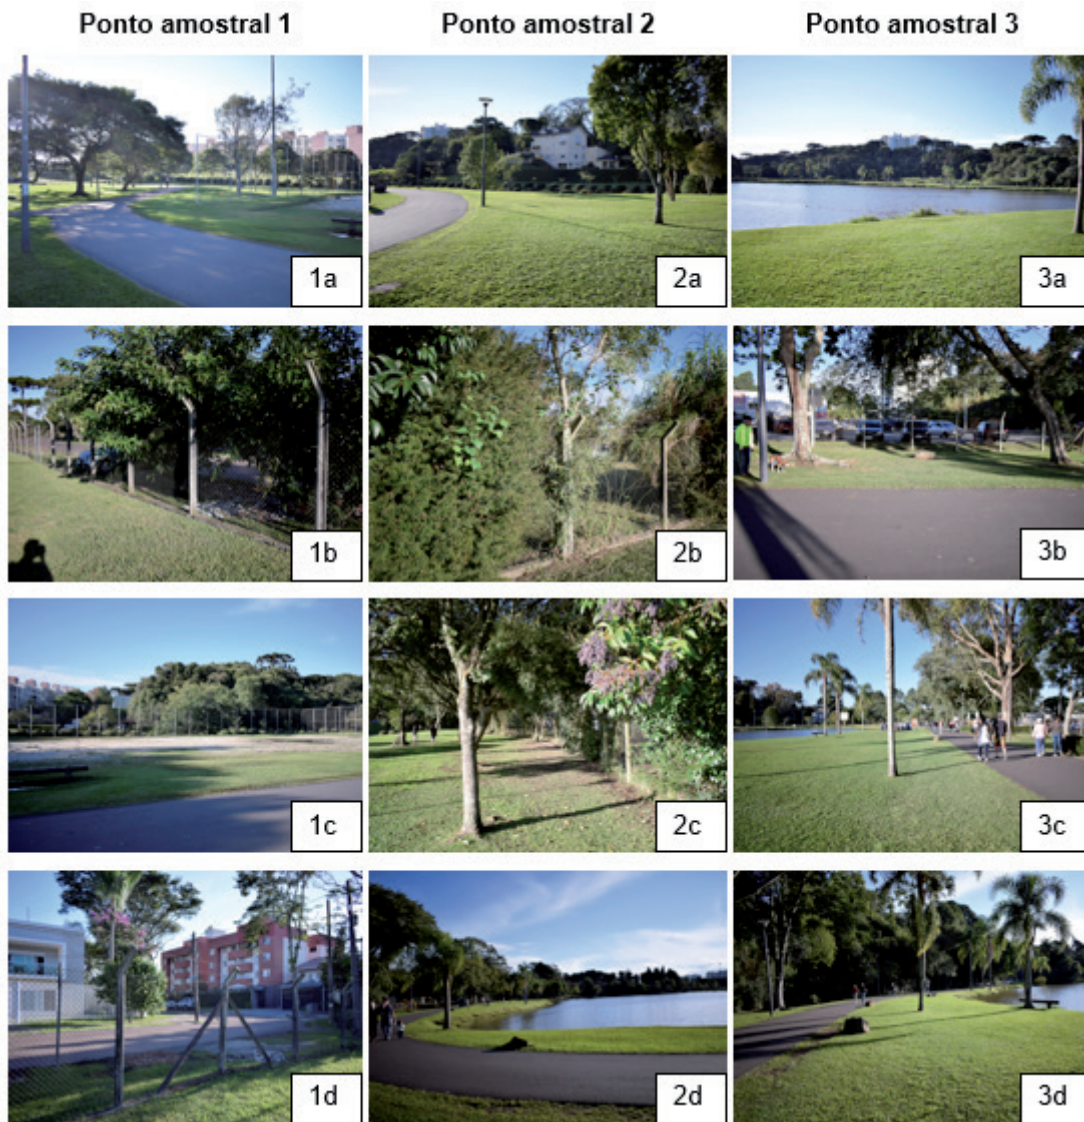 Ponto amostral 1
Ponto amostral 2
Ponto amostral 3
1a
2a
3a
1b
2b
3b
1c
2c
3c
1d
2d
3d